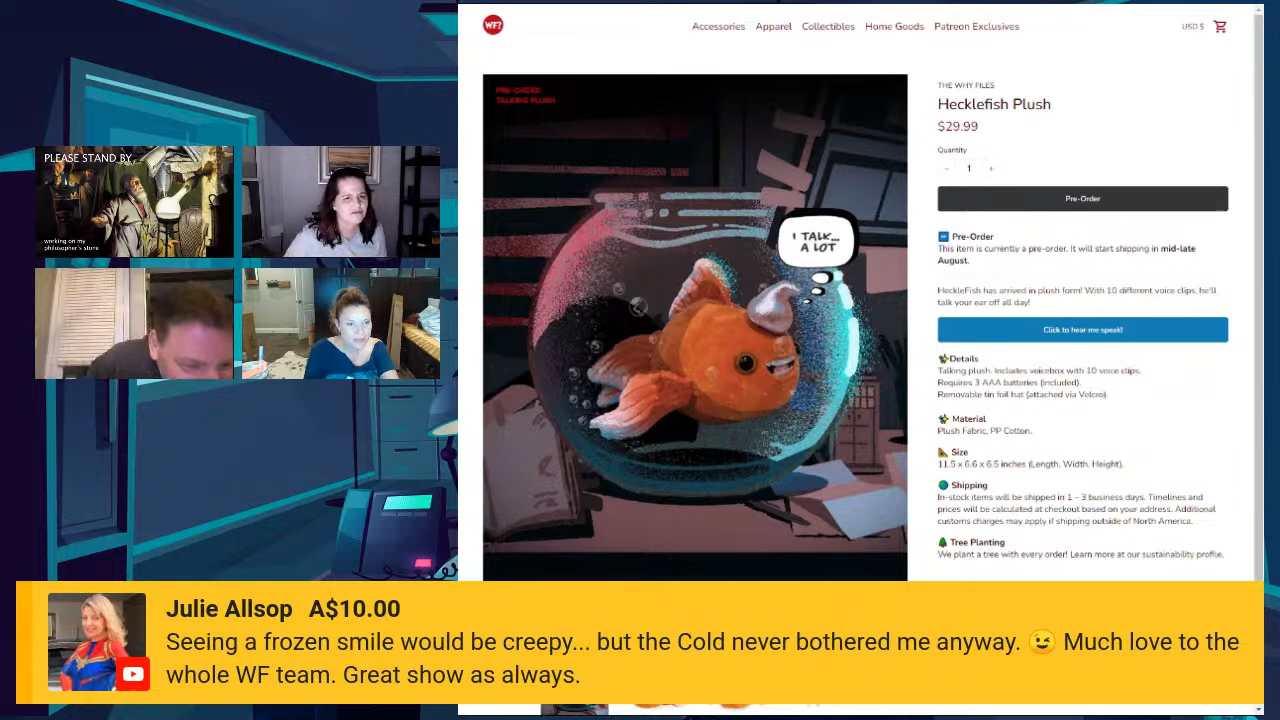 PLEASE STAND BY...
working on my
philosopher's stone
WF?
Accessories Apparel Collectibles Home Goods Patreon Exclusives
USD $
PRE-ORDER
TALKING PLUSH
I TALK...
A LOT
THE WHY FILES
Hecklefish Plush
$29.99
Quantity
− 1 +
Pre-Order
Pre-Order
This item is currently a pre-order. It will start shipping in mid-late
August.
HeckleFish has arrived in plush form! With 10 different voice clips, he'll
talk your ear off all day!
Click to hear me speak!
Details
Talking plush. Includes voicebox with 10 voice clips.
Requires 3 AAA batteries (included).
Removable tin foil hat (attached via Velcro).
Material
Plush Fabric, PP Cotton.
Size
11.5 x 6.6 x 6.5 inches (Length, Width, Height).
Shipping
In-stock items will be shipped in 1 – 3 business days. Timelines and
prices will be calculated at checkout based on your address. Additional
customs charges may apply if shipping outside of North America.
Tree Planting
We plant a tree with every order! Learn more at our sustainability profile.
Julie Allsop A$10.00
Seeing a frozen smile would be creepy... but the Cold never bothered me anyway. 😉 Much love to the
whole WF team. Great show as always.